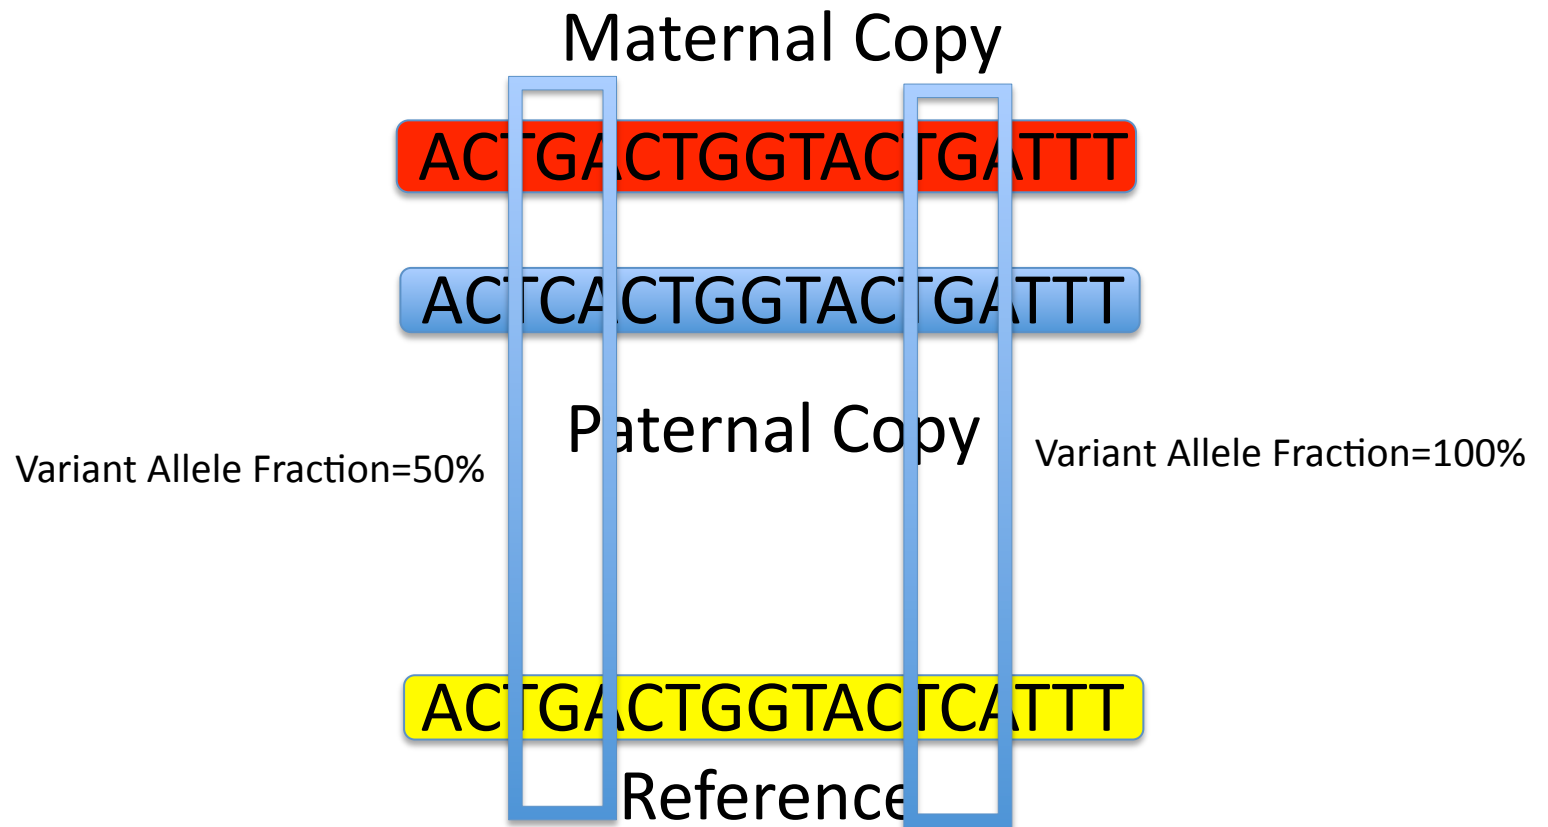 Maternal Copy
ACTGACTGGTACTGATTT
ACTCACTGGTACTGATTT
Paternal Copy
Variant Allele Fraction=50%
Variant Allele Fraction=100%
ACTGACTGGTACTCATTT
Reference